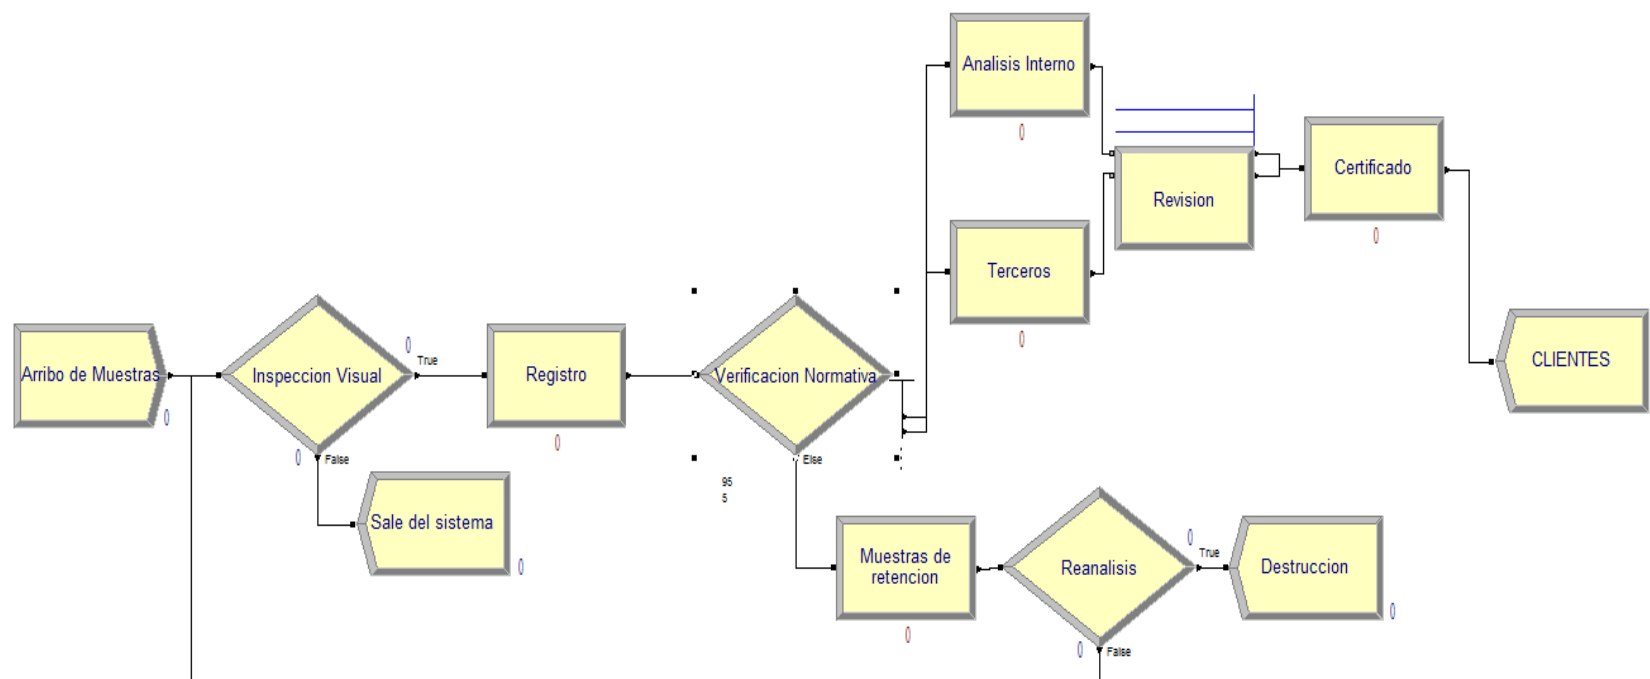 Analisis Interno
0
Certificado
0
Revision
Terceros
0
Arribo de Muestras
0
Inspeccion Visual
0
True
0
False
Registro
0
Verificacion Normativa
Else
95
5
CLIENTES
Sale del sistema
0
Muestras de
retencion
0
Reanalisis
0
True
0
False
Destruccion
0